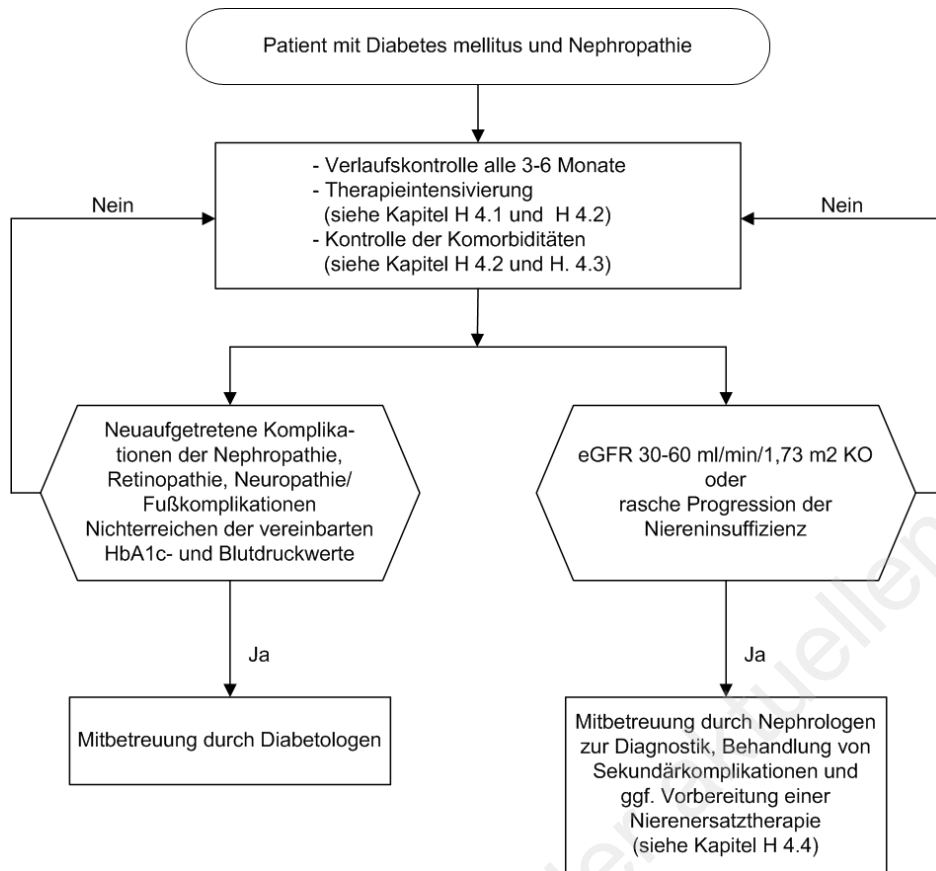 Patient mit Diabetes mellitus und Nephropathie
- Verlaufskontrolle alle 3-6 Monate
- Therapieintensivierung
(siehe Kapitel H 4.1 und H 4.2)
- Kontrolle der Komorbiditäten
(siehe Kapitel H 4.2 und H. 4.3)
Nein
Nein
Neuaufgetretene Komplika-
tionen der Nephropathie,
Retinopathie, Neuropathie/
Fußkomplikationen
Nichterreichen der vereinbarten
HbA1c- und Blutdruckwerte
eGFR 30-60 ml/min/1,73 m2 KO
oder
rasche Progression der
Niereninsuffizienz
Ja
Ja
Mitbetreuung durch Diabetologen
Mitbetreuung durch Nephrologen
zur Diagnostik, Behandlung von
Sekundärkomplikationen und
ggf. Vorbereitung einer
Nierenersatztherapie
(siehe Kapitel H 4.4)
der aktuellen